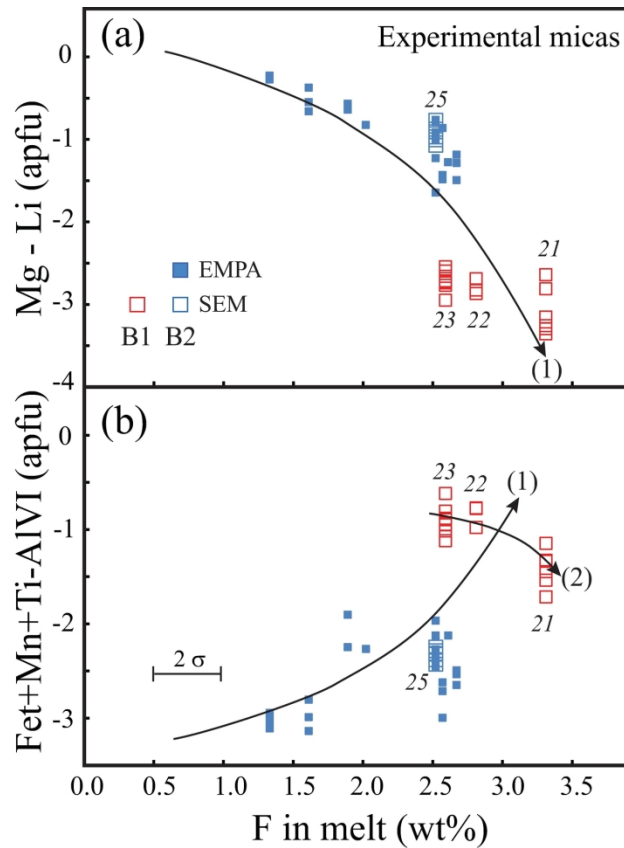 (a)
Experimental micas
Mg - Li (apfu)
0
-1
-2
-3
-4
25
21
EMPA
SEM
B1 B2
23
22
(1)
(b)
Fet+Mn+Ti-AlVI (apfu)
0
-1
-2
-3
23
22
(1)
(2)
21
2 σ
25
0.0 0.5 1.0 1.5 2.0 2.5 3.0 3.5
F in melt (wt%)